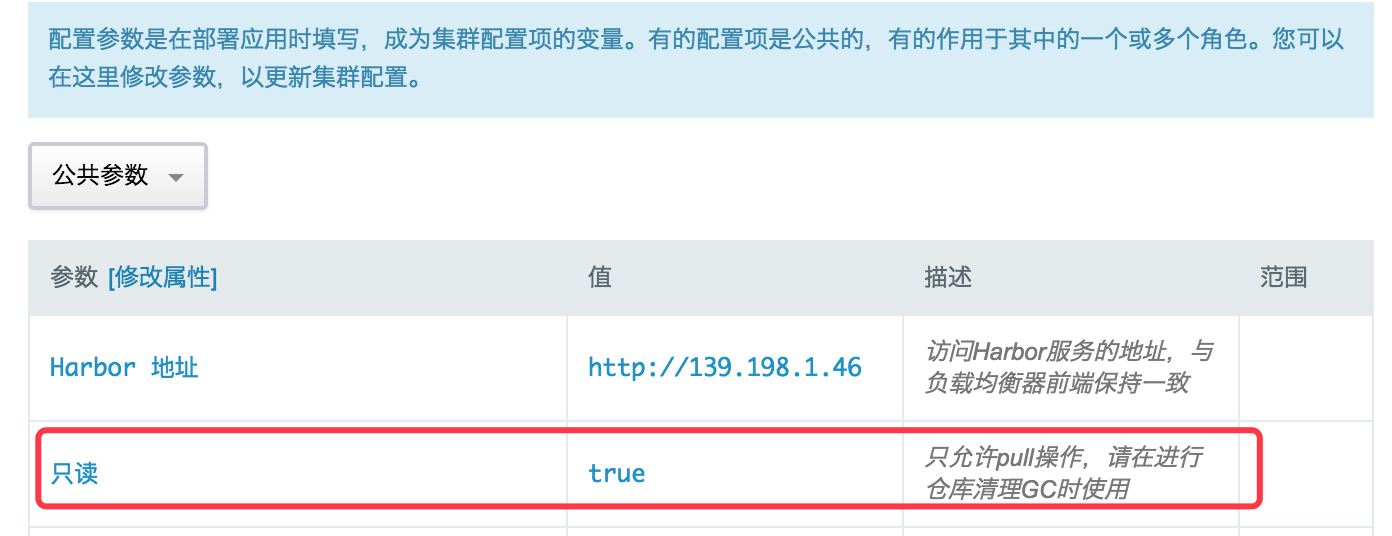 配置参数是在部署应用时填写，成为集群配置项的变量。有的配置项是公共的，有的作用于其中的一个或多个角色。您可以
在这里修改参数，以更新集群配置。
公共参数
参数 [修改属性] 值 描述 范围
访问Harbor服务的地址，与
Harbor 地址 http://139.198.1.46
负载均衡器前端保持一致
只允许pull操作，请在进行
只读 true
仓库清理GC时使用